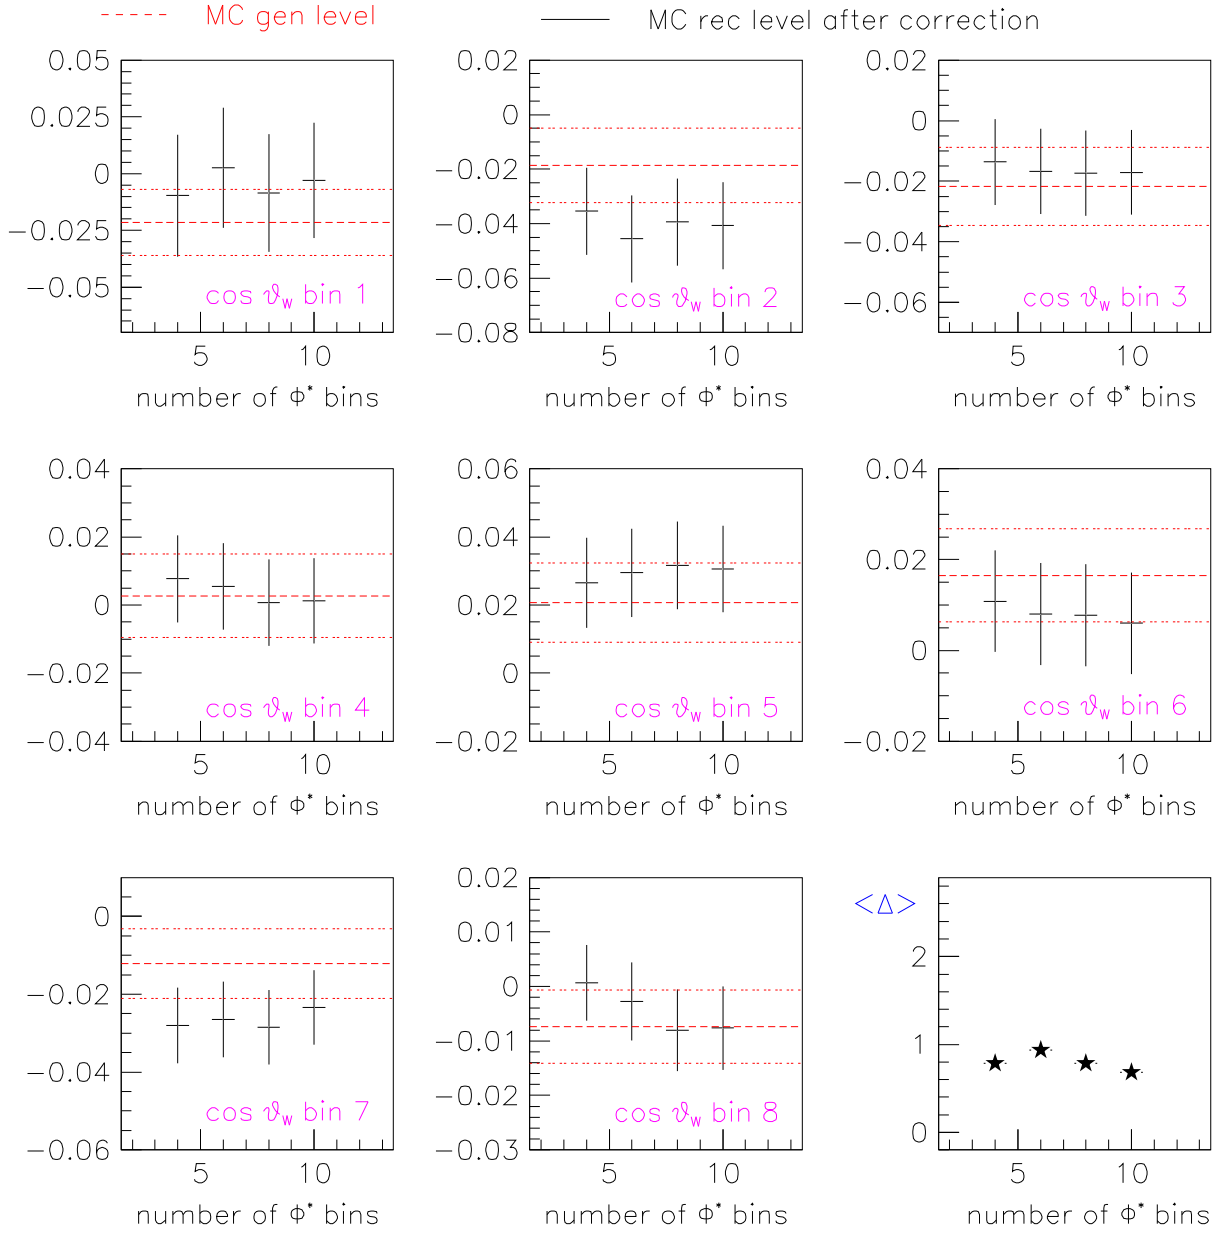 MC gen level MC rec level after correction
0.05 0.02 0.02
0.025 0 0
0 −0.02 −0.02
−0.025 −0.04 −0.04
−0.05 −0.06 −0.06
−0.08
cos ϑw bin 1 cos ϑw bin 2 cos ϑw bin 3
5 10 5 10 5 10
number of Φ* bins number of Φ* bins number of Φ* bins
0.04 0.06 0.04
0.02 0.04 0.02
0 0.02 0
−0.02 0 −0.02
−0.04 −0.02
cos ϑw bin 4 cos ϑw bin 5 cos ϑw bin 6
5 10 5 10 5 10
number of Φ* bins number of Φ* bins number of Φ* bins
0 0.02 <Δ>
−0.02 0.01 2
−0.04 0 1
−0.06 −0.01 0
−0.02
−0.03
cos ϑw bin 7 cos ϑw bin 8
5 10 5 10 5 10
number of Φ* bins number of Φ* bins number of Φ* bins